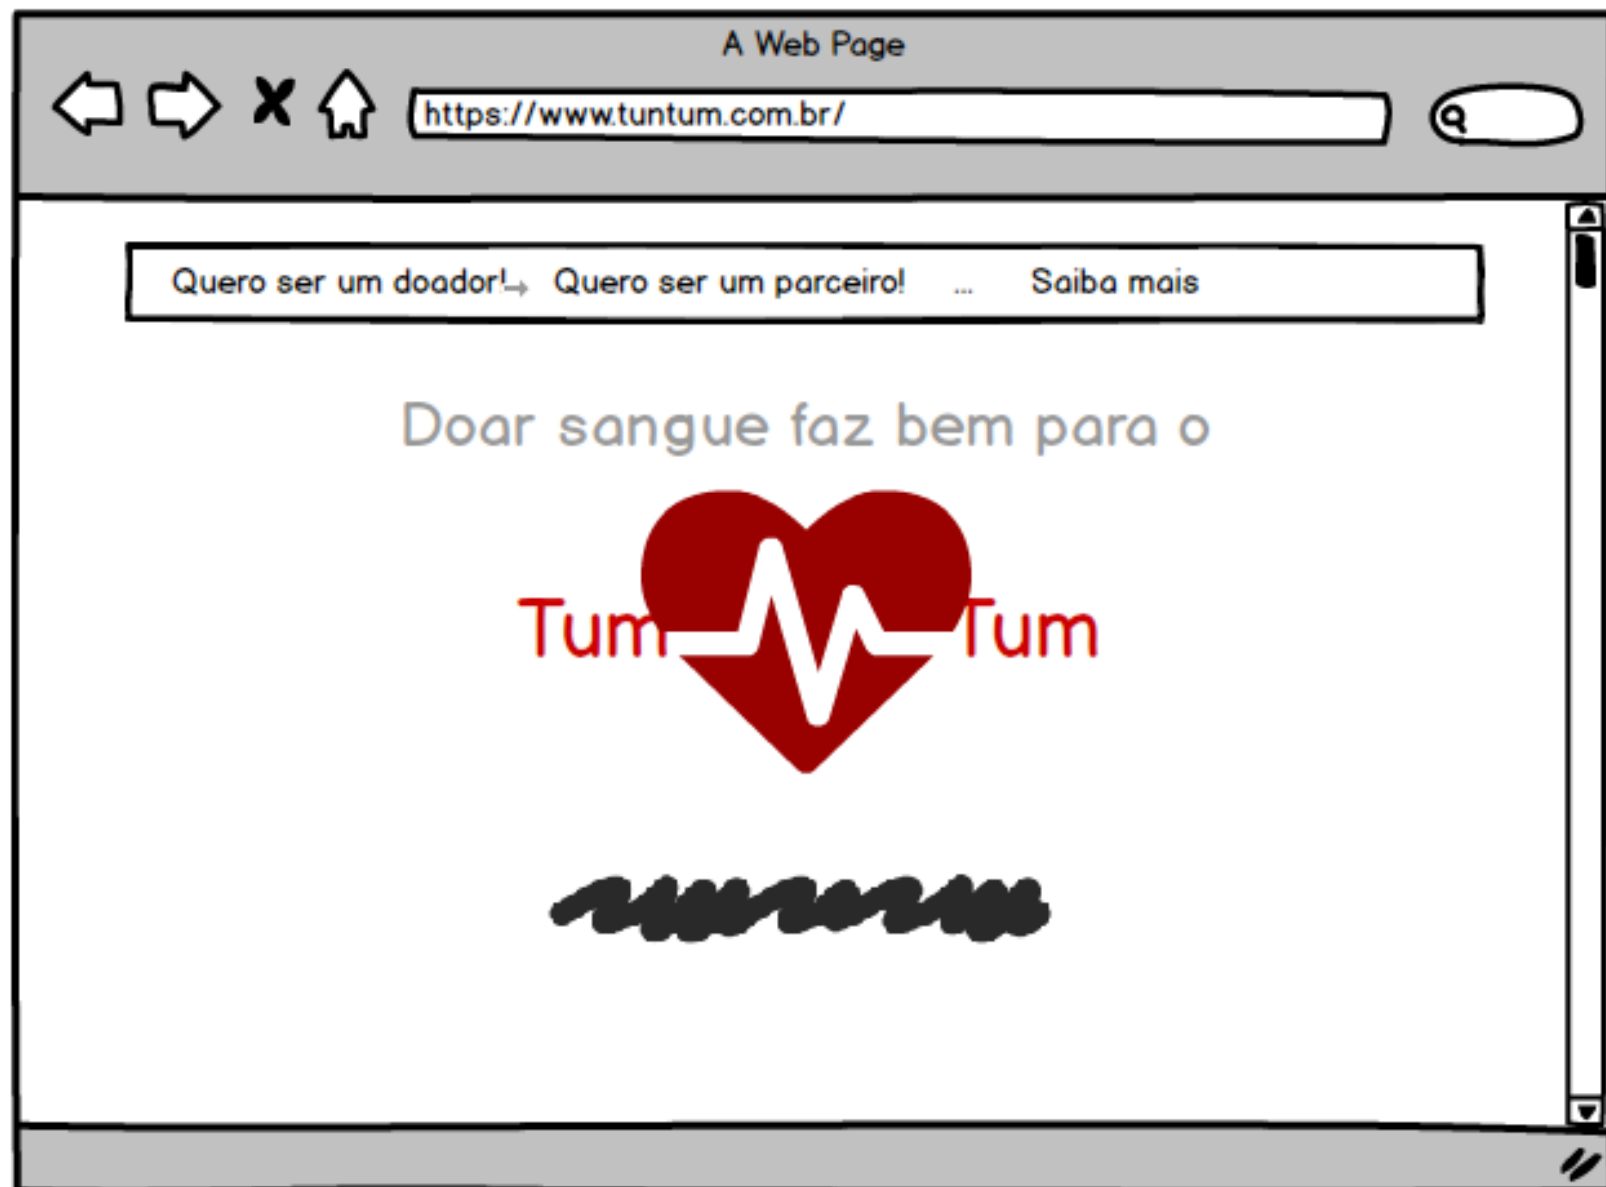 A Web Page
https://www.tuntum.com.br/
Quero ser um doador! Quero ser um parceiro! ... Saiba mais
Doar sangue faz bem para o
Tum Tum